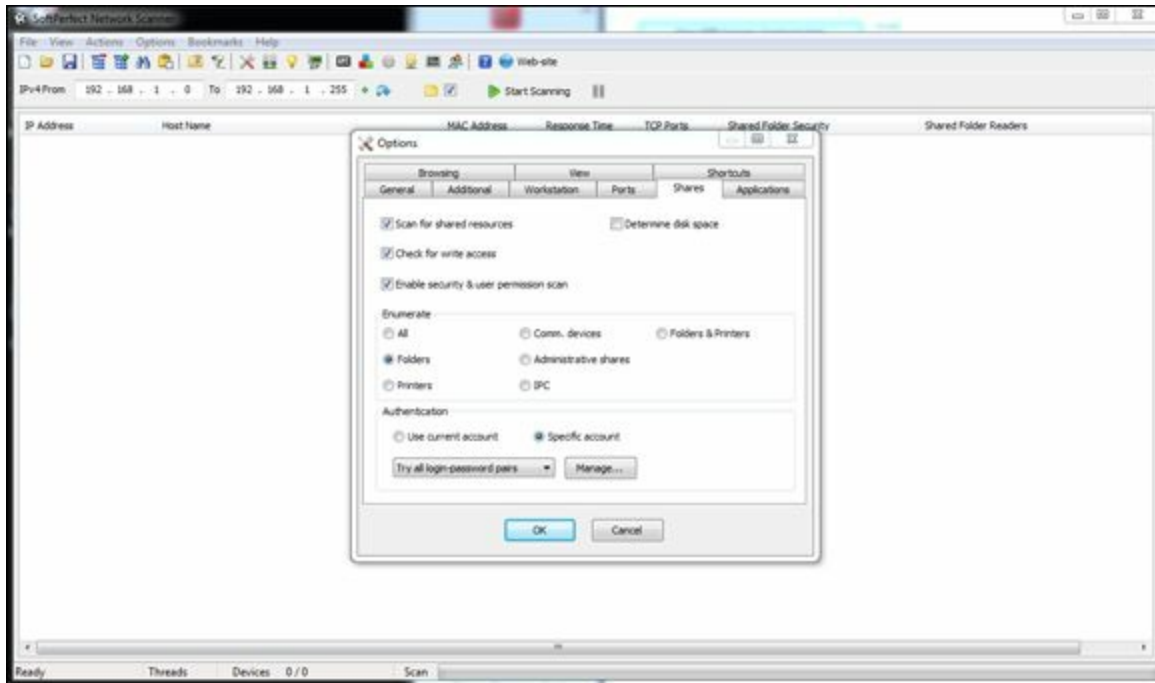 SoftPerfect Network Scanner
File View Actions Options Bookmarks Help
Web-site
IPv4 From 192 . 168 . 1 . 0 To 192 . 168 . 1 . 255 Start Scanning
IP Address Host Name MAC Address Response Time TCP Ports Shared Folder Security Shared Folder Readers
Options
Browsing View Shortcuts
General Additional Workstation Ports Shares Applications
Scan for shared resources Determine disk space
Check for write access
Enable security & user permission scan
Enumerate
All Comm. devices Folders & Printers
Folders Administrative shares
Printers IPC
Authentication
Use current account Specific account
Try all login-password pairs Manage...
OK Cancel
Ready Threads Devices 0 / 0 Scan